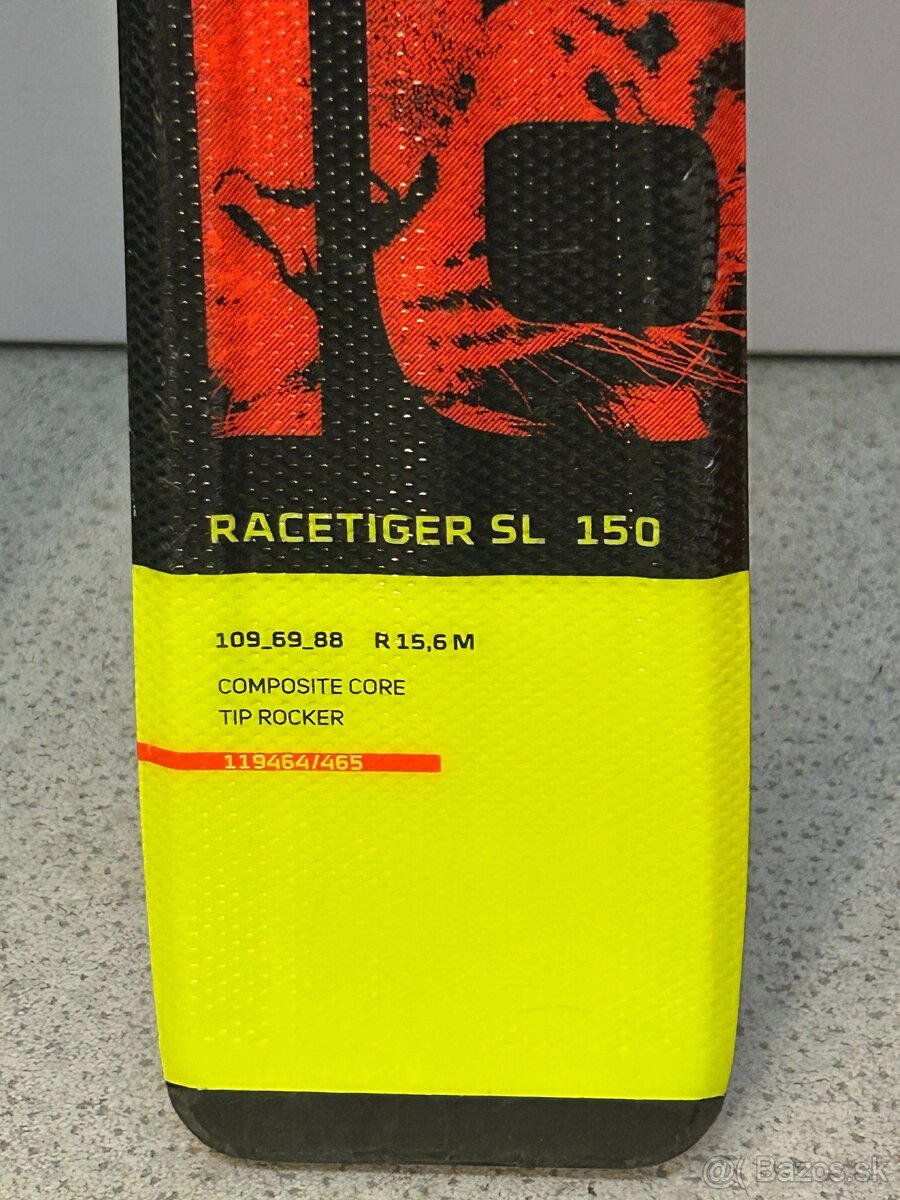 RACETIGER SL 150
109_69_88 R 15,6 M
COMPOSITE CORE
TIP ROCKER
119464/465
Bazos.sk